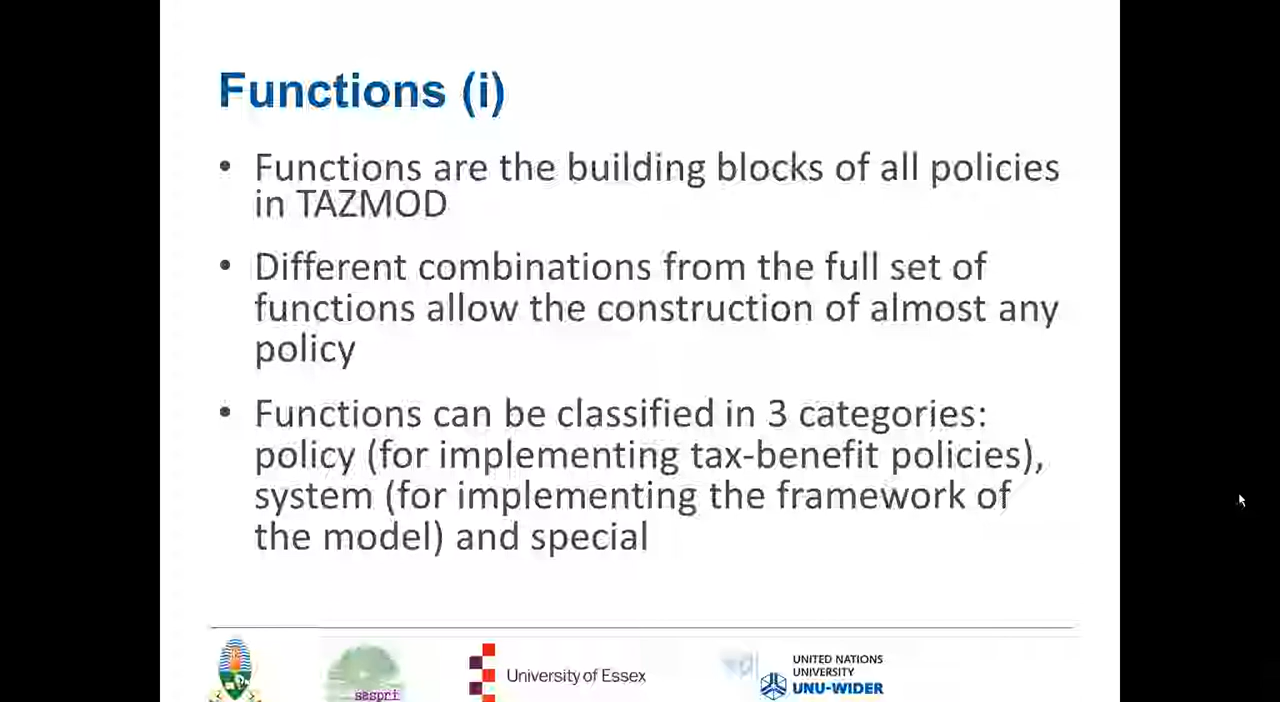 Functions (i)
• Functions are the building blocks of all policies
in TAZMOD
• Different combinations from the full set of
functions allow the construction of almost any
policy
• Functions can be classified in 3 categories:
policy (for implementing tax-benefit policies),
system (for implementing the framework of
the model) and special
saspri
University of Essex
UNITED NATIONS
UNIVERSITY
UNU-WIDER